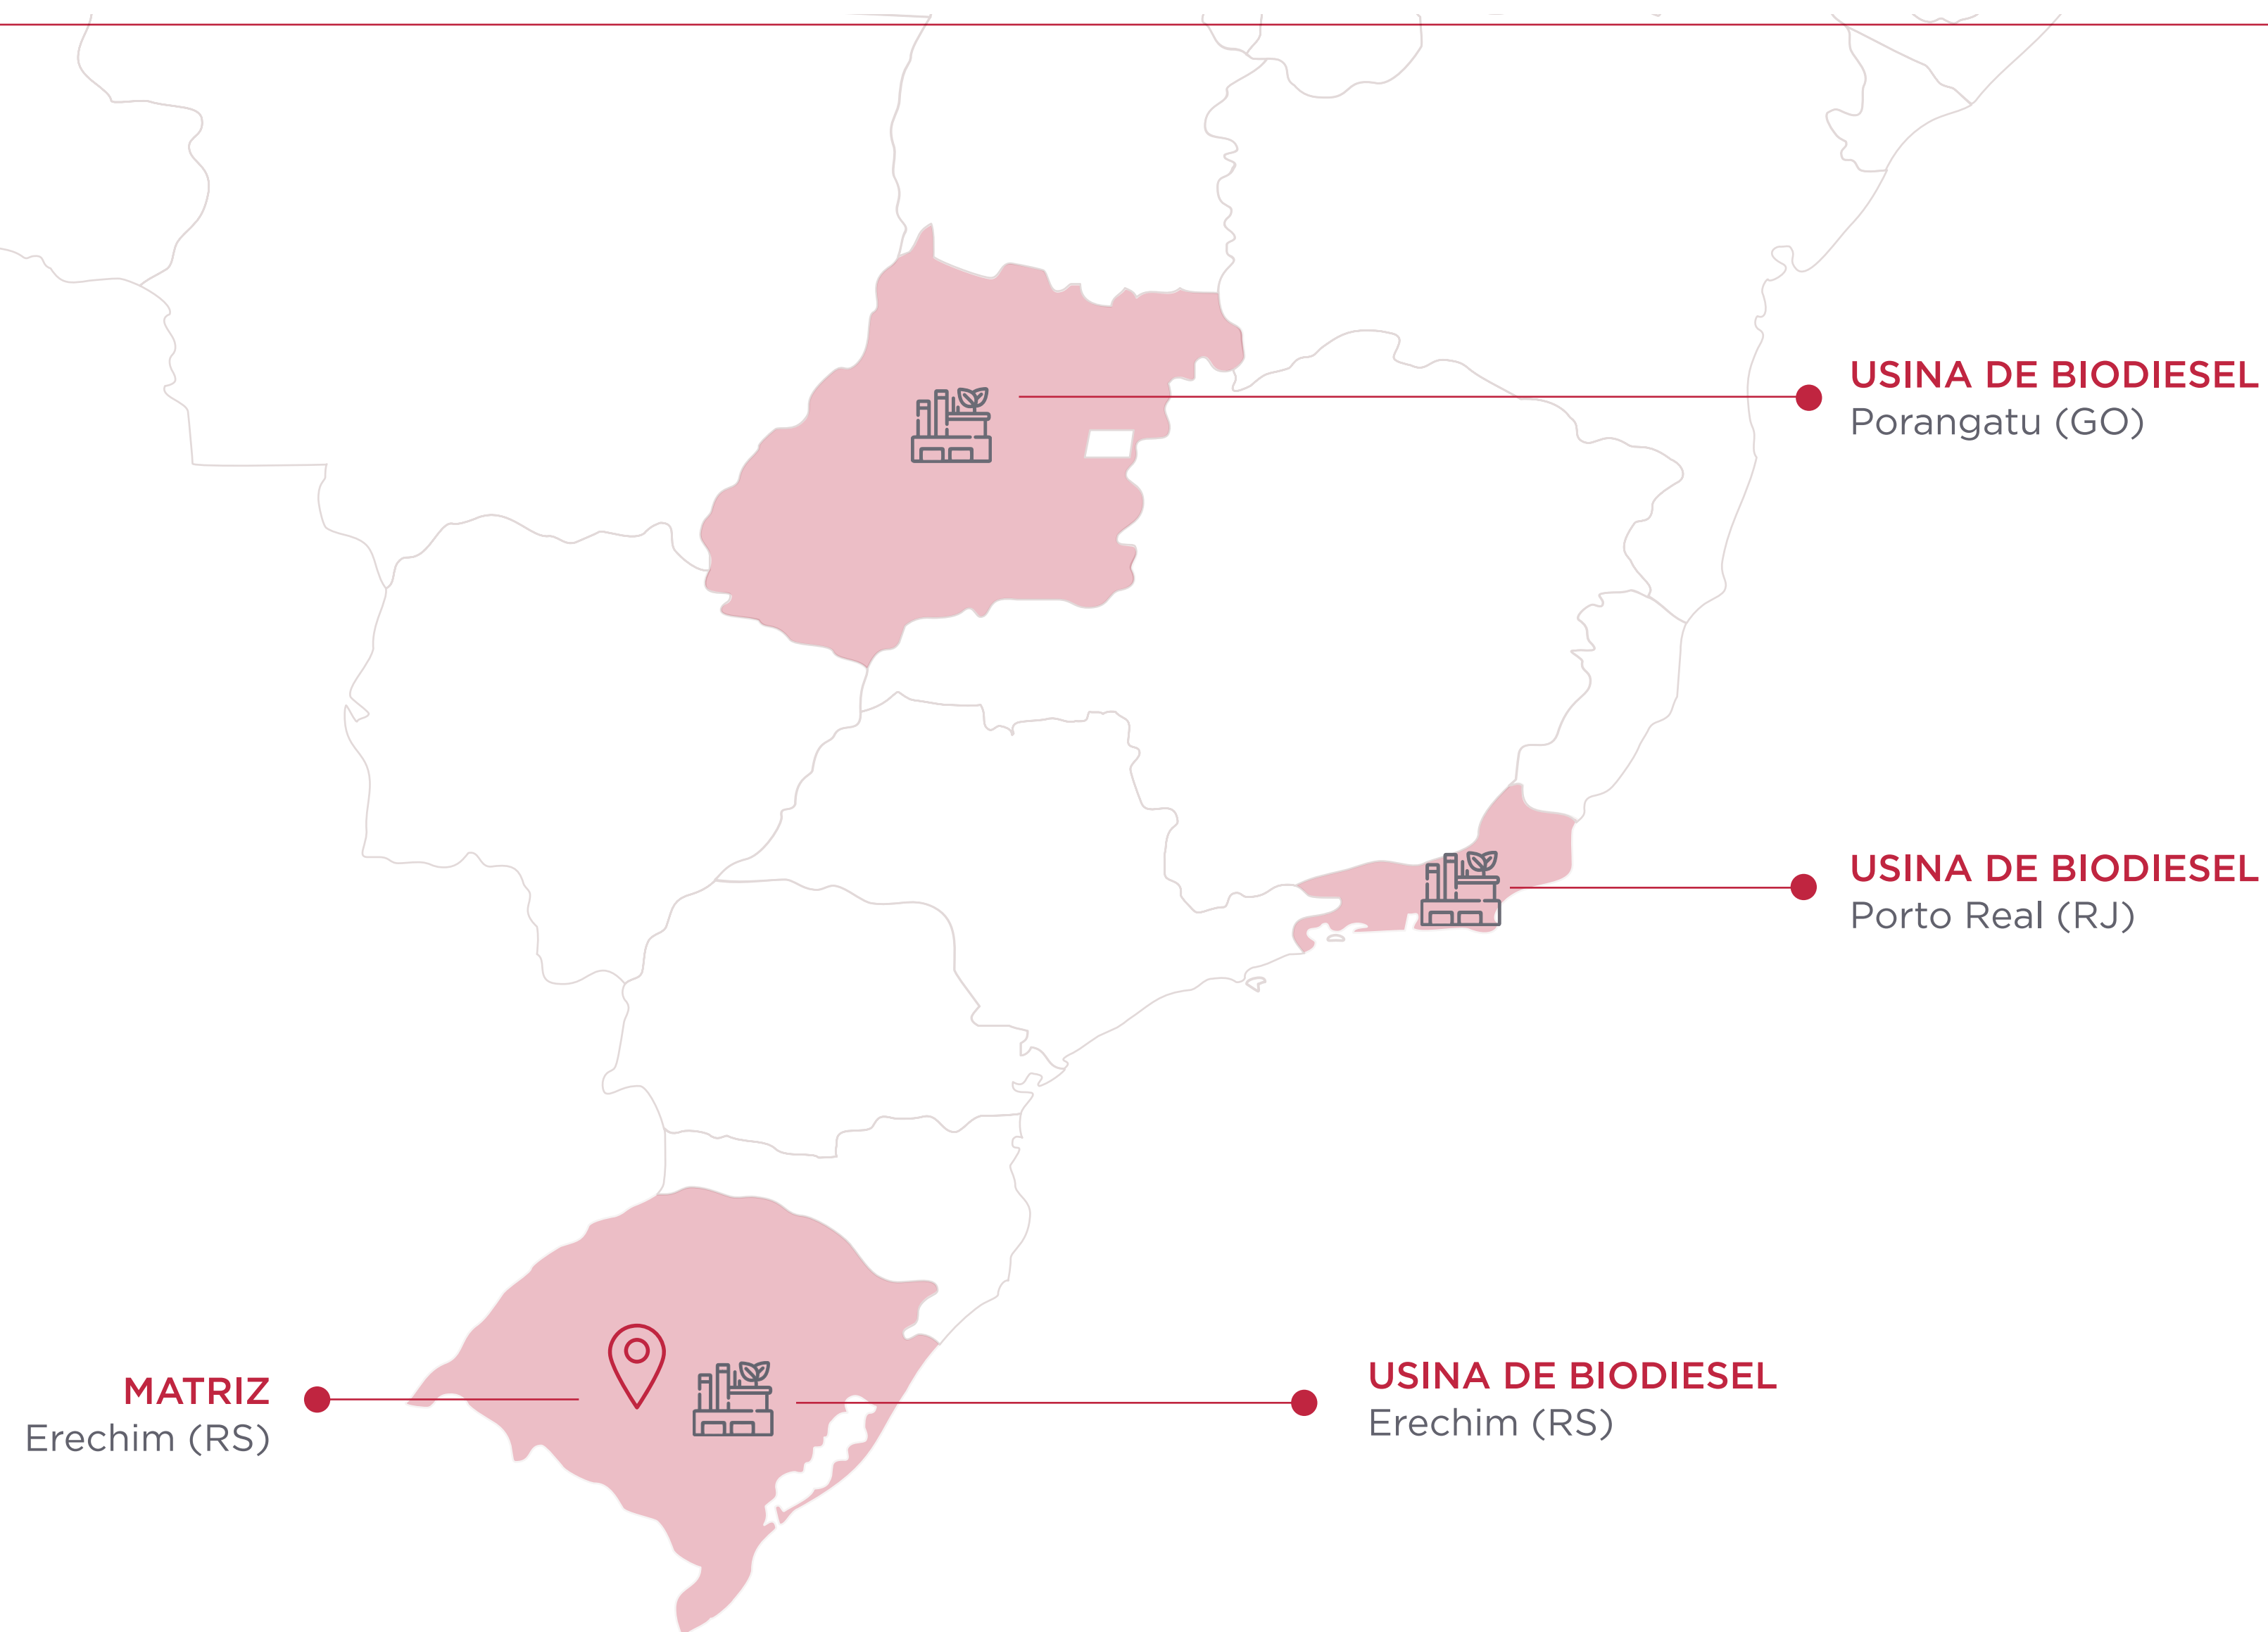 USINA DE BIODIESEL
Porangatu (GO)
USINA DE BIODIESEL
Porto Real (RJ)
MATRIZ
Erechim (RS)
USINA DE BIODIESEL
Erechim (RS)